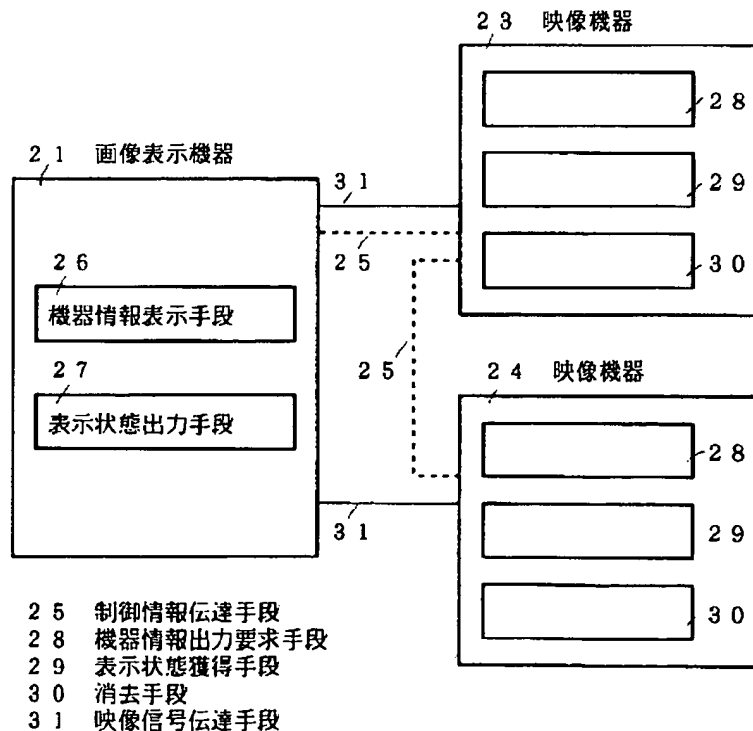 ２３ 映像機器
２８
２９
３０
２１ 画像表示機器
３１
２５
２６
機器情報表示手段
２７
表示状態出力手段
２５
２４ 映像機器
２８
２９
３０
３１
２５ 制御情報伝達手段
２８ 機器情報出力要求手段
２９ 表示状態獲得手段
３０ 消去手段
３１ 映像信号伝達手段